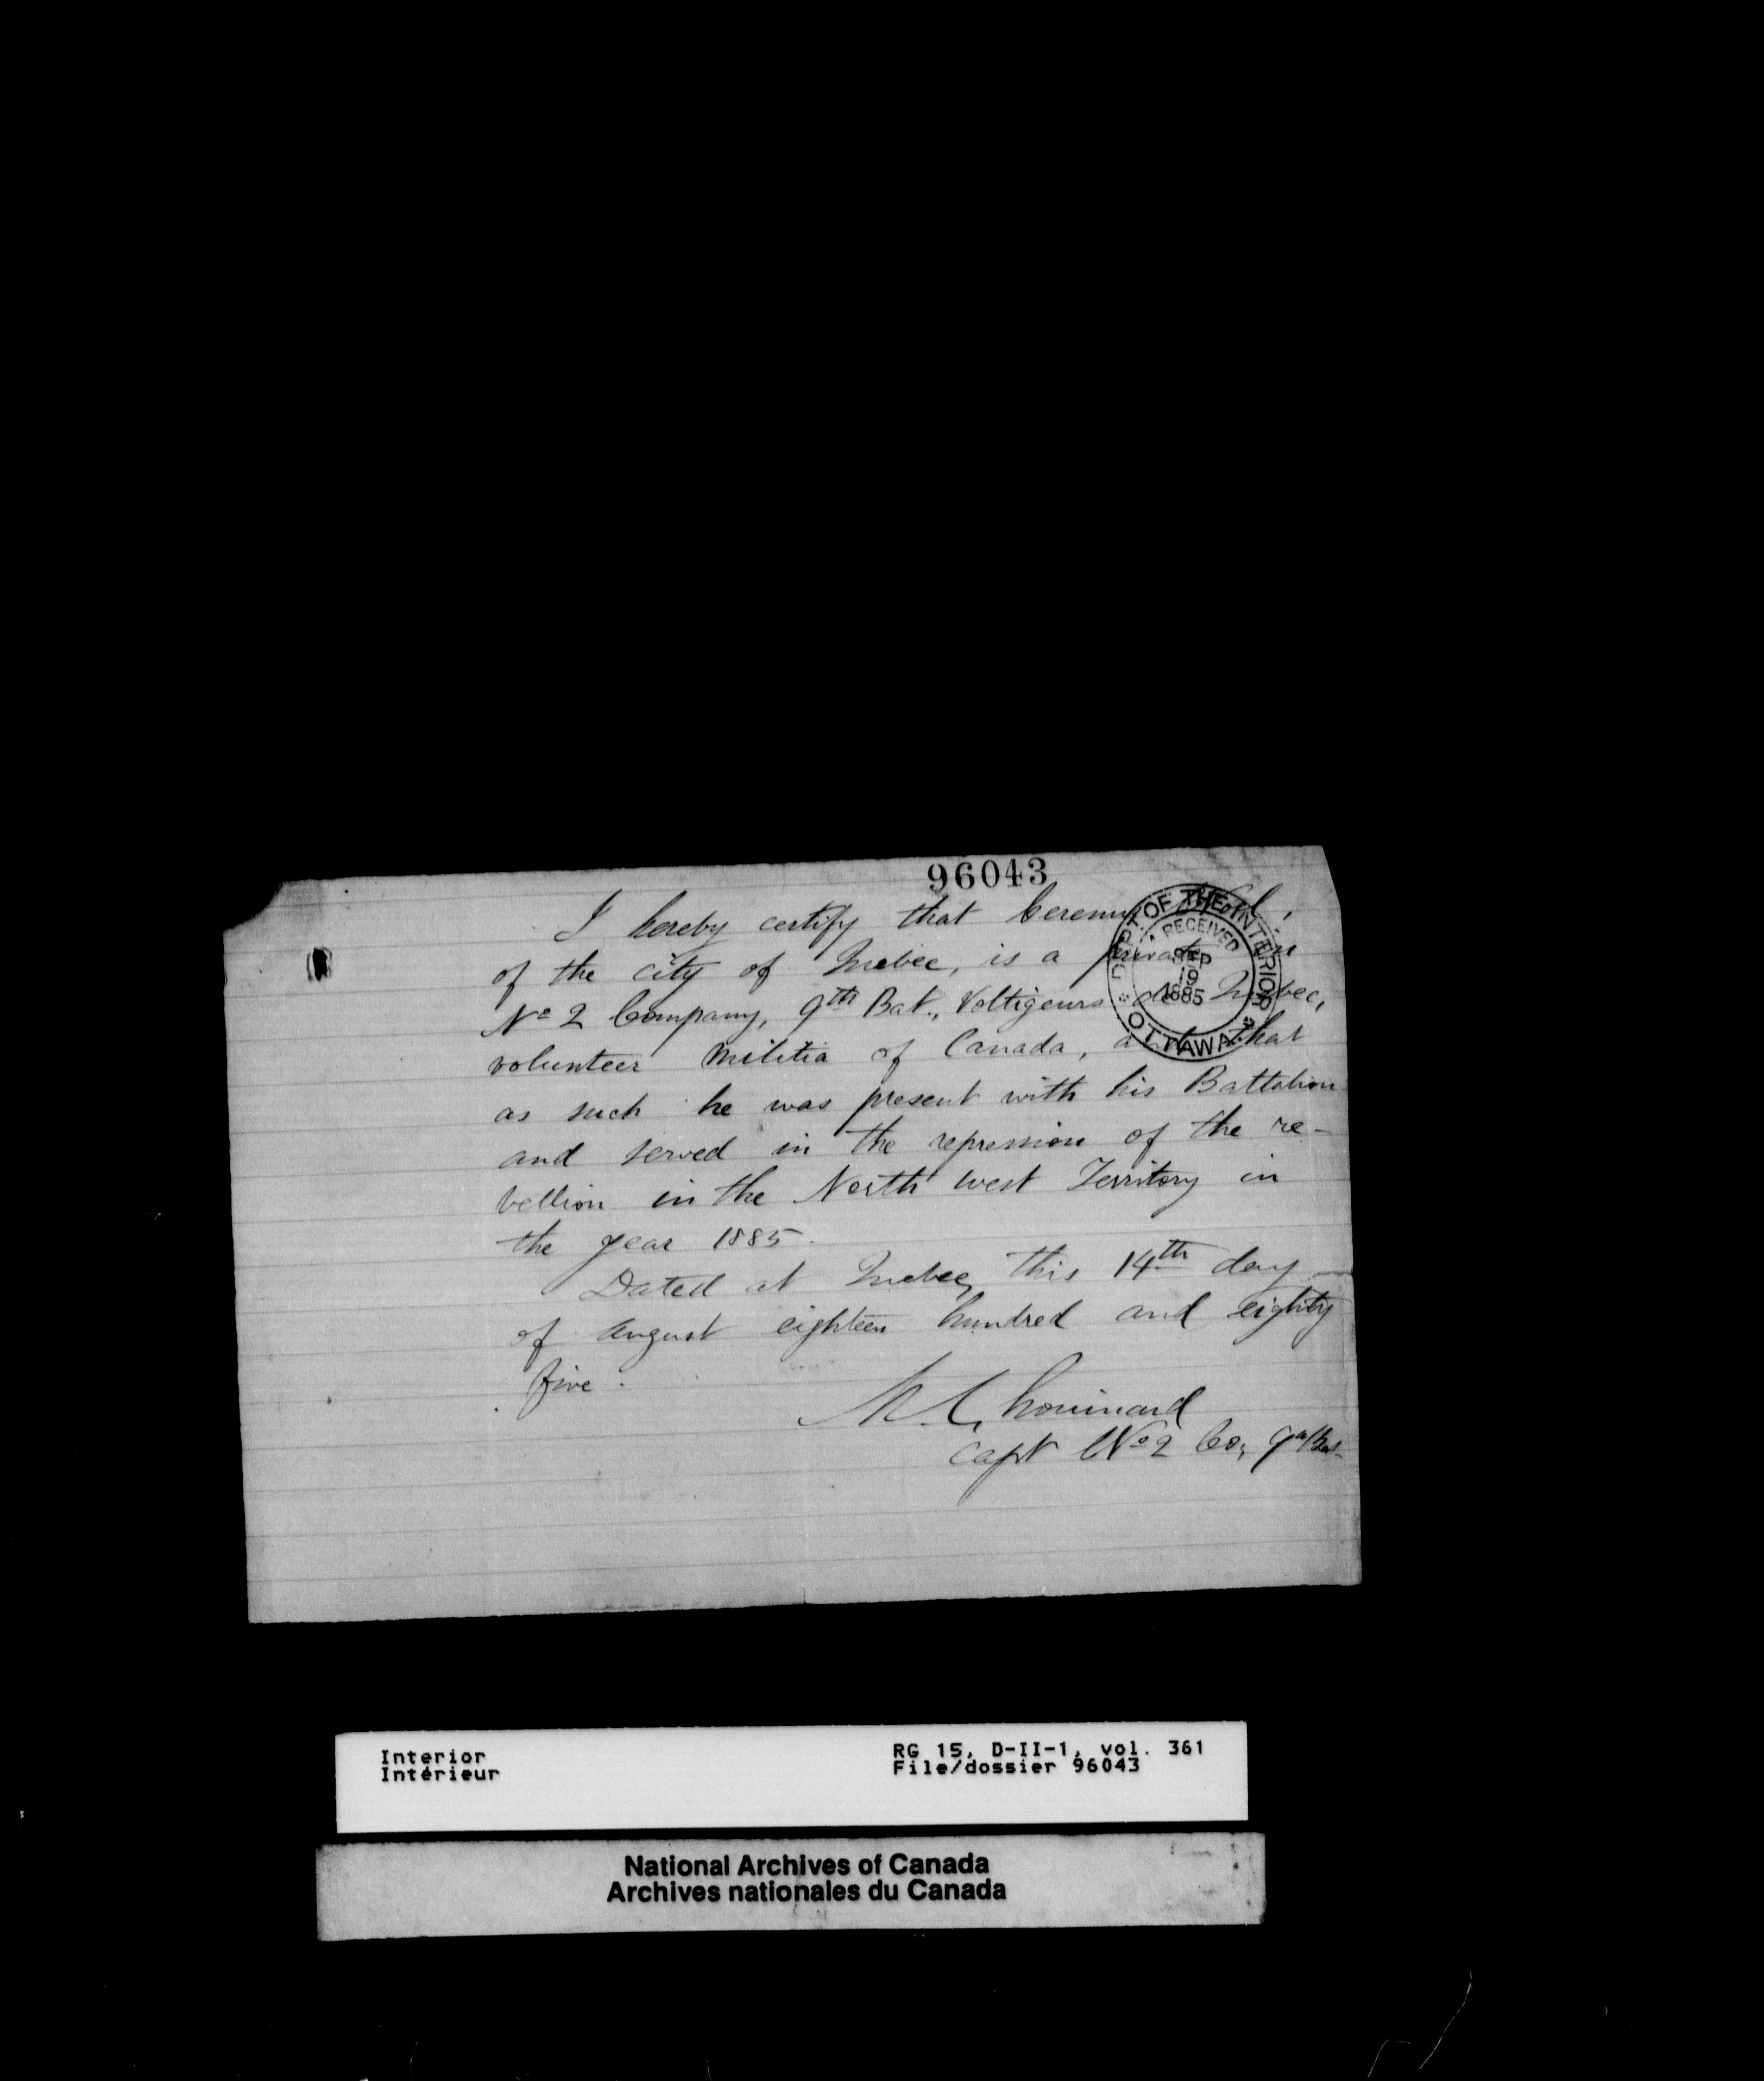 96043
I hereby certify that
of the city of Quebec, is a private in
No 2 Company, 9th Bat., Voltigeurs de Quebec,
volunteer militia of Canada, and that
as such he was present with his Battalion
and served in the repression of the re-
bellion in the North west Territory in
the year 1885.
Dated at Quebec, this 14th day
of august eighteen hundred and eighty
five.
Chouinard
Capt No 2 Co, 9th Bat.
DEPT. OF THE INTERIOR
RECEIVED
SEP
19
1885
OTTAWA
Interior
Intérieur
RG 15, D-II-1, vol. 361
File/dossier 96043
National Archives of Canada
Archives nationales du Canada